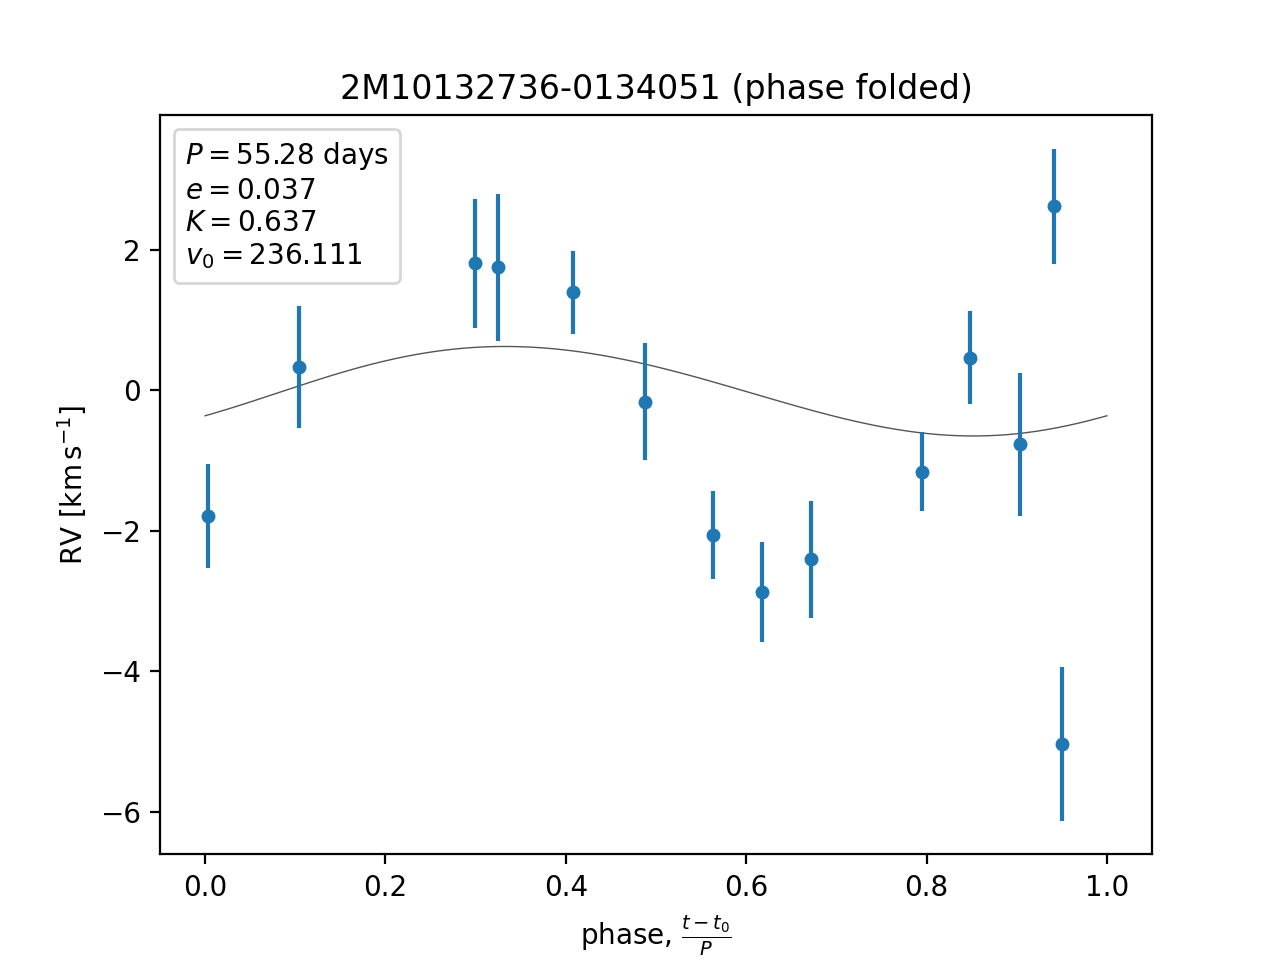 2M10132736-0134051 (phase folded)
P = 55.28 days
e = 0.037
K = 0.637
v₀ = 236.111
2
0
−2
−4
−6
RV [km s⁻¹]
0.0 0.2 0.4 0.6 0.8 1.0
phase, (t − t₀)/P